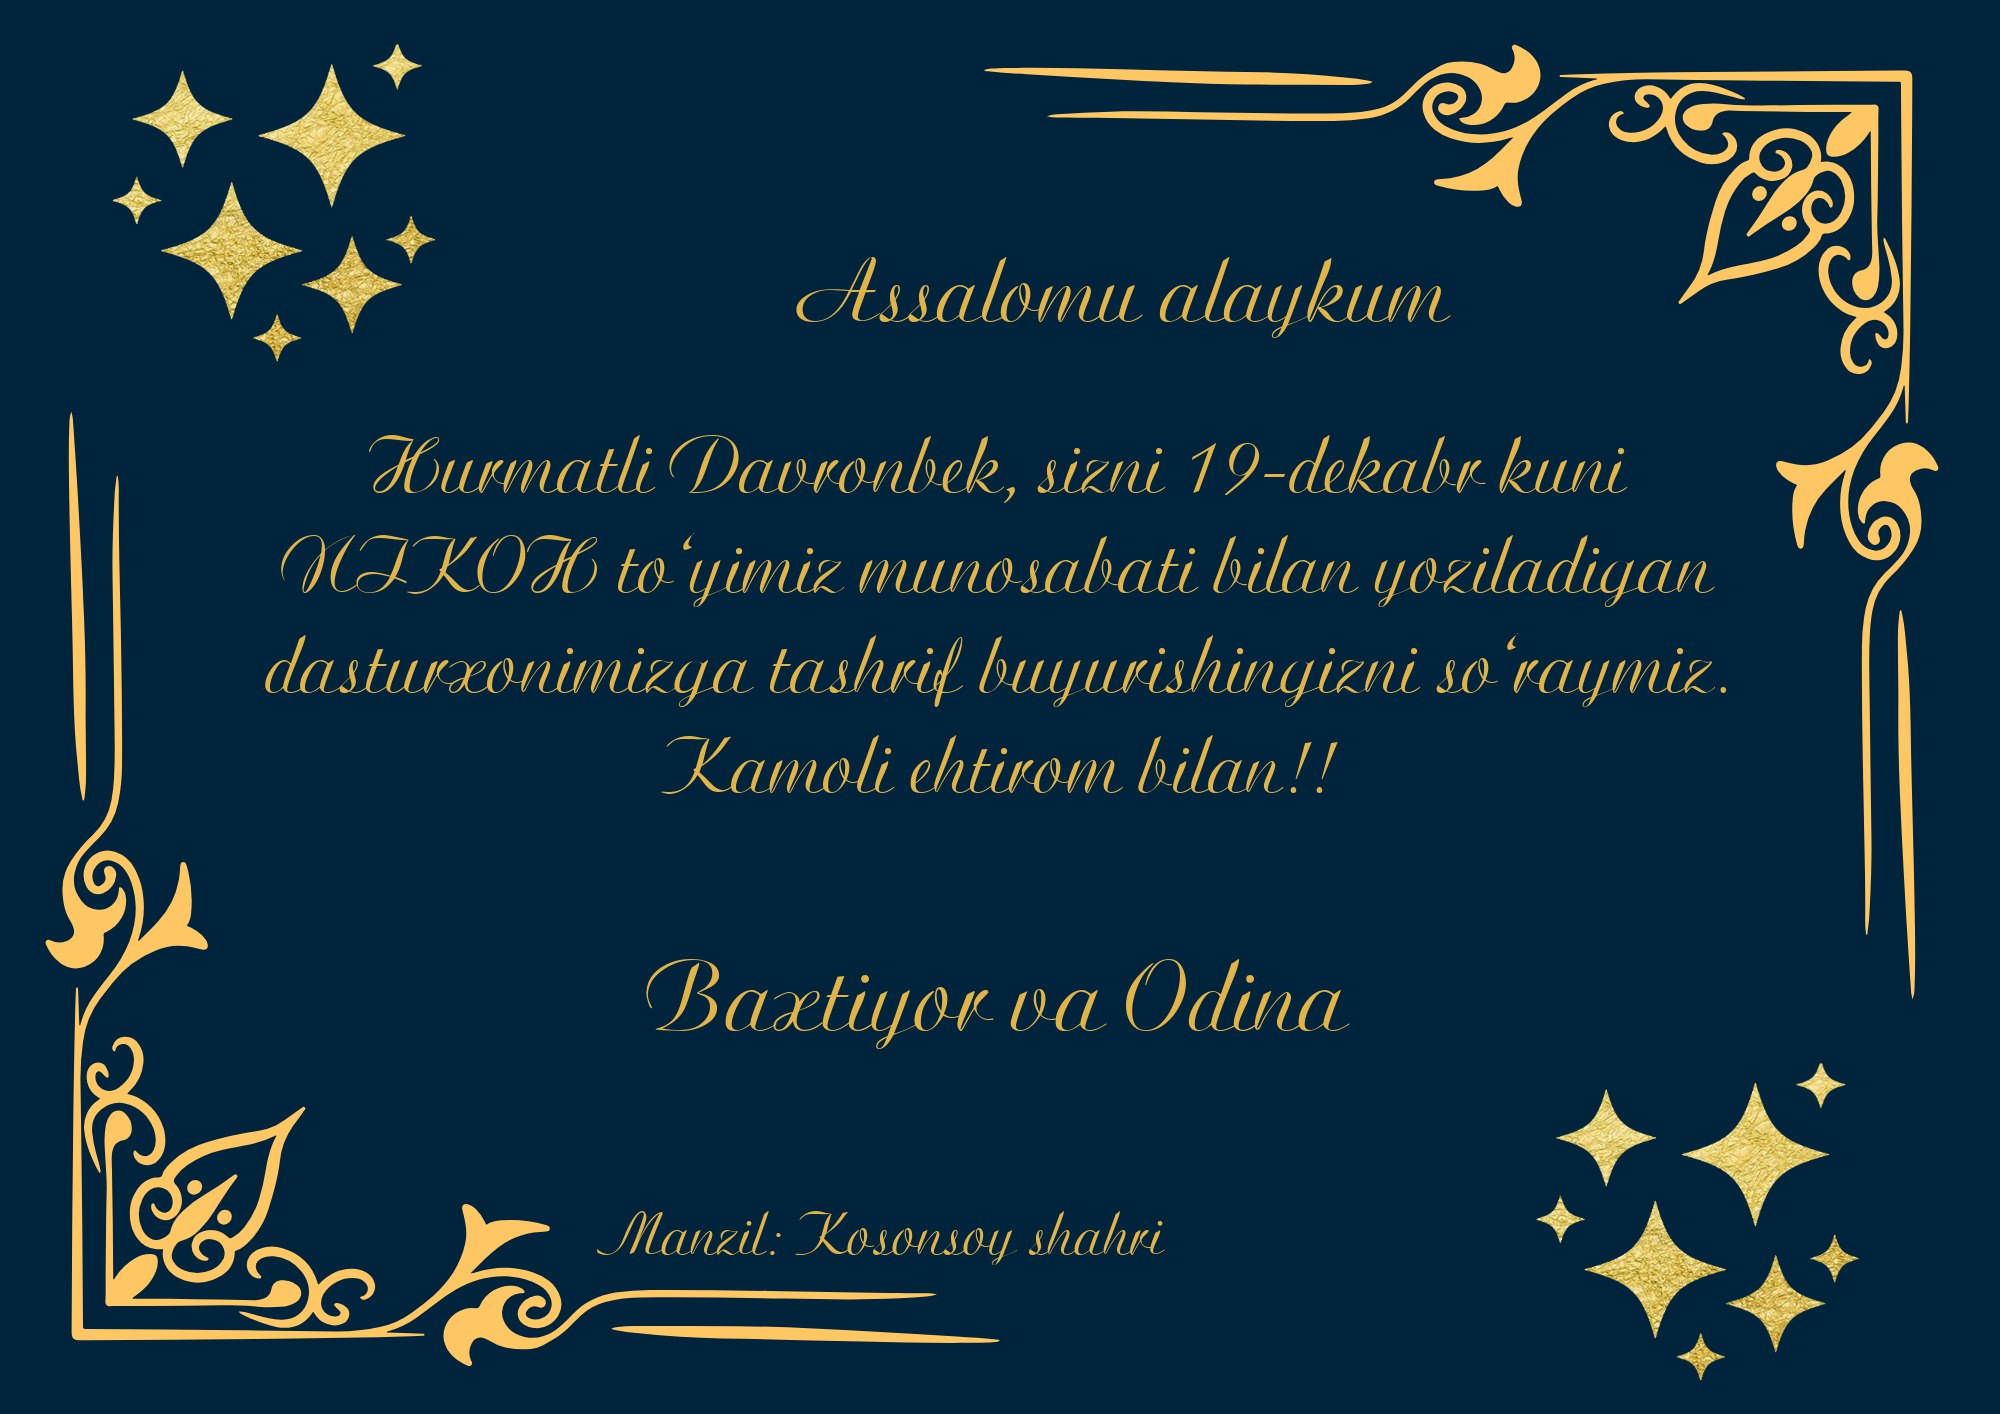 Assalomu alaykum
Hurmatli Davronbek, sizni 19-dekabr kuni
NIKOH to‘yimiz munosabati bilan yoziladigan
dasturxonimizga tashrif buyurishingizni so‘raymiz.
Kamoli ehtirom bilan!!
Baxtiyor va Odina
Manzil: Kosonsoy shahri